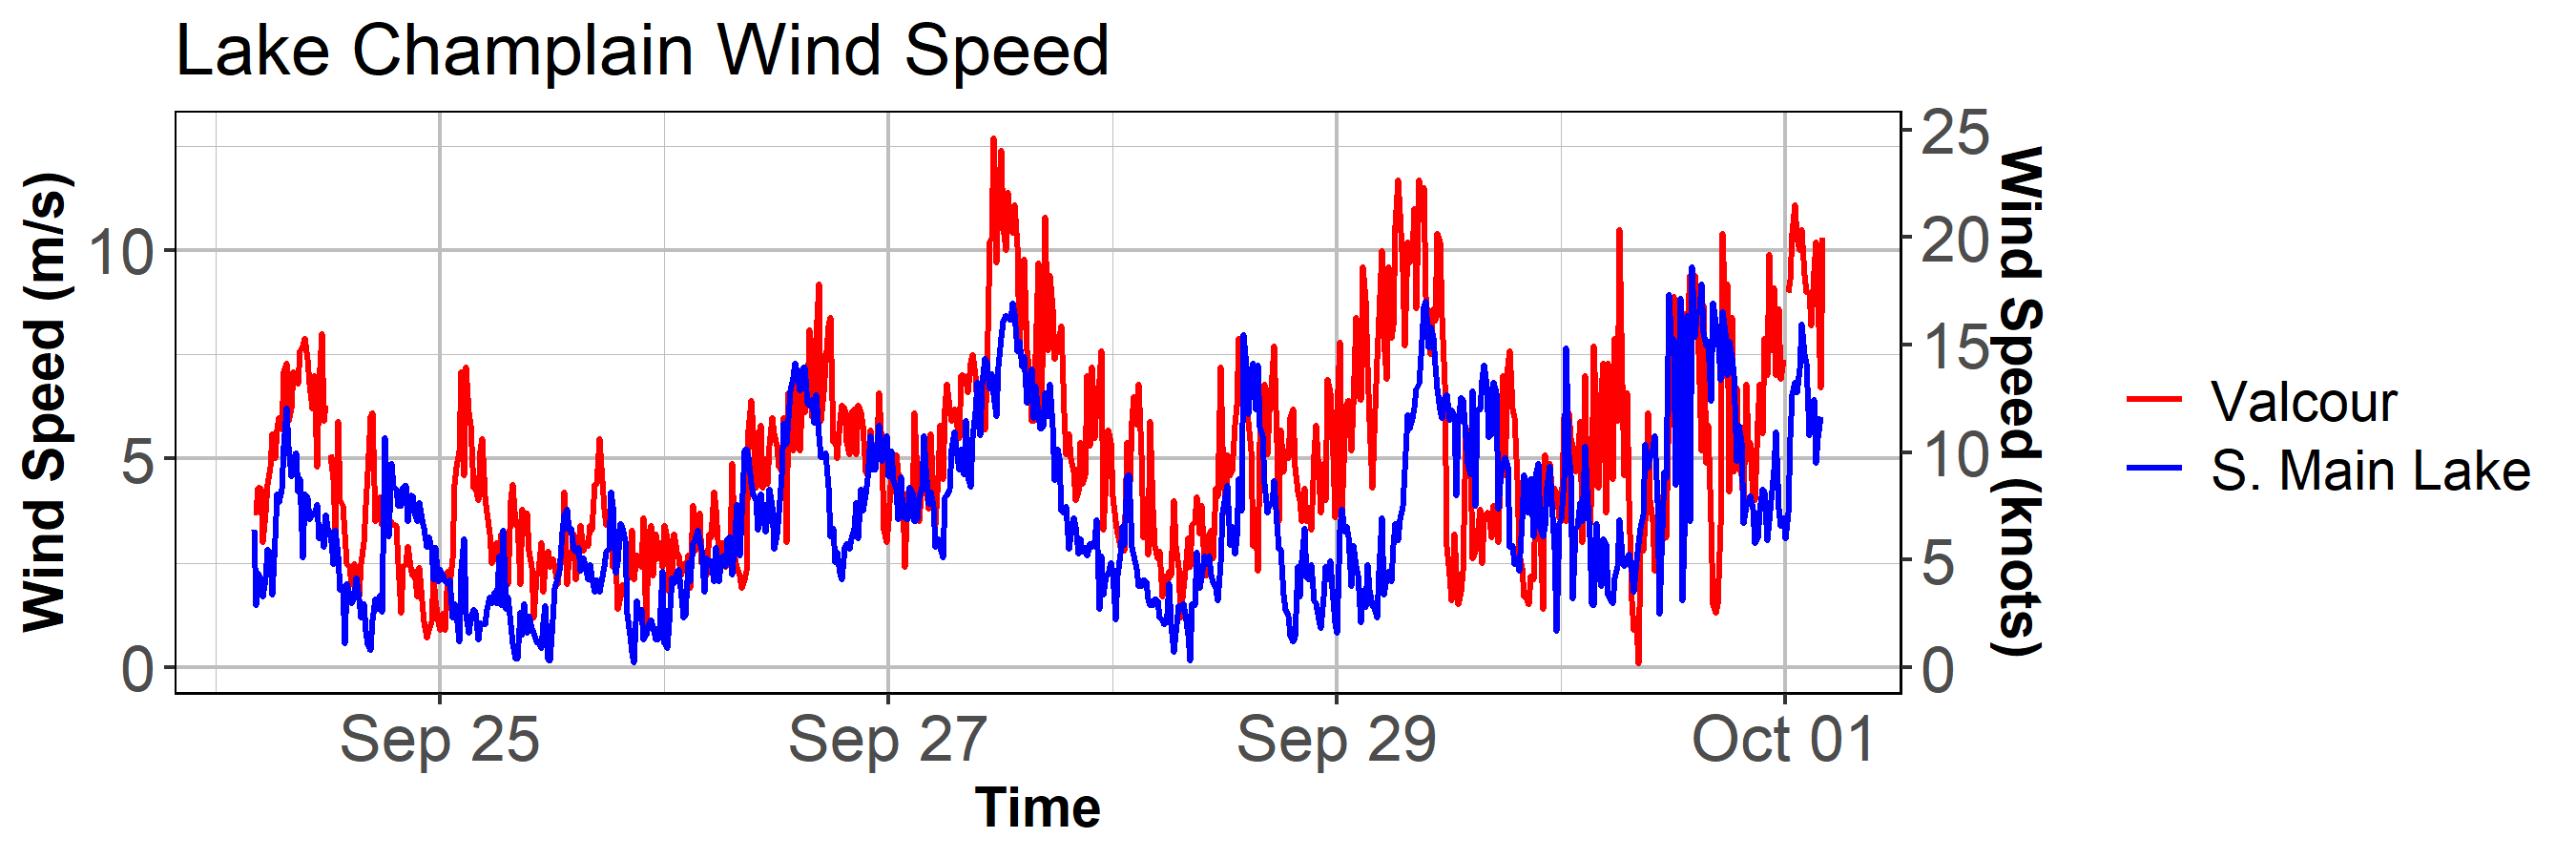 Lake Champlain Wind Speed
Wind Speed (m/s)
10
5
0
25
20
15
10
5
0
Wind Speed (knots)
Sep 25
Sep 27
Sep 29
Oct 01
Time
Valcour
S. Main Lake